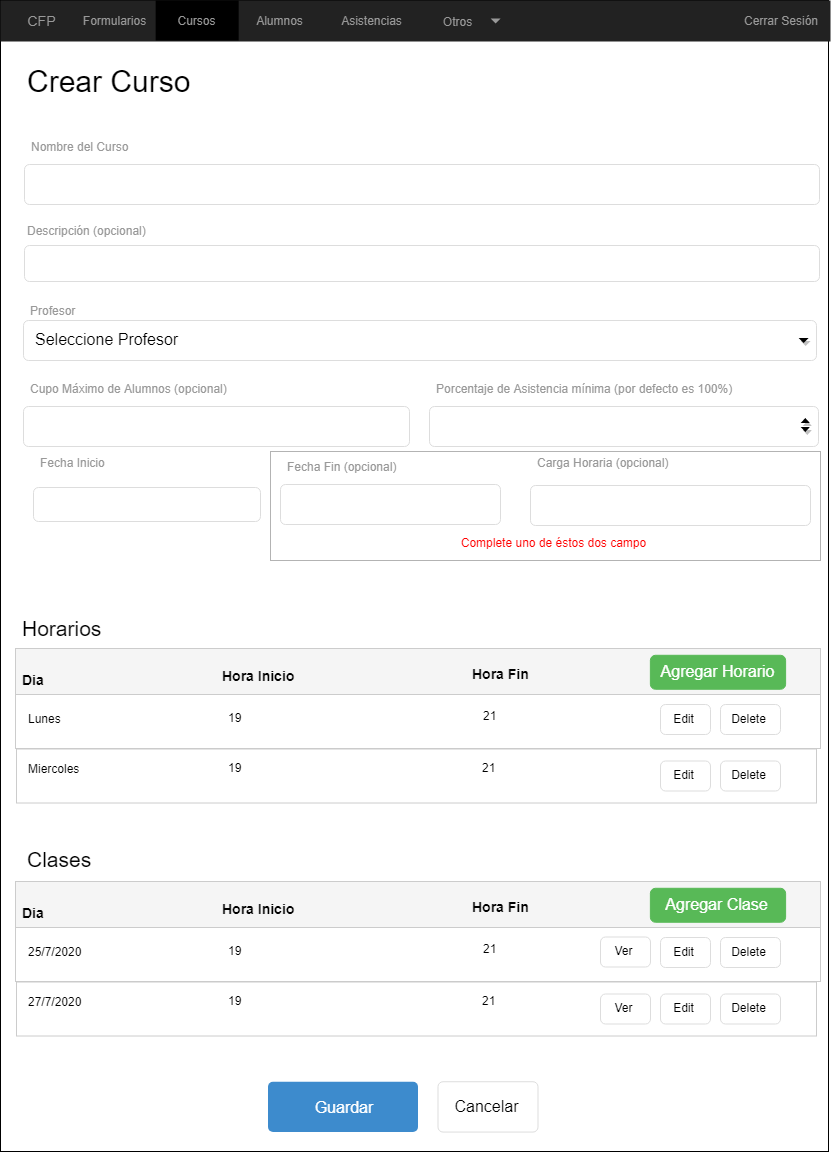 CFP Formularios Cursos Alumnos Asistencias Otros Cerrar Sesión
Crear Curso
Nombre del Curso
Descripción (opcional)
Profesor
Seleccione Profesor
Cupo Máximo de Alumnos (opcional) Porcentaje de Asistencia mínima (por defecto es 100%)
Fecha Inicio Fecha Fin (opcional) Carga Horaria (opcional)
Complete uno de éstos dos campo
Horarios
Dia Hora Inicio Hora Fin Agregar Horario
Lunes 19 21 Edit Delete
Miercoles 19 21 Edit Delete
Clases
Dia Hora Inicio Hora Fin Agregar Clase
25/7/2020 19 21 Ver Edit Delete
27/7/2020 19 21 Ver Edit Delete
Guardar Cancelar